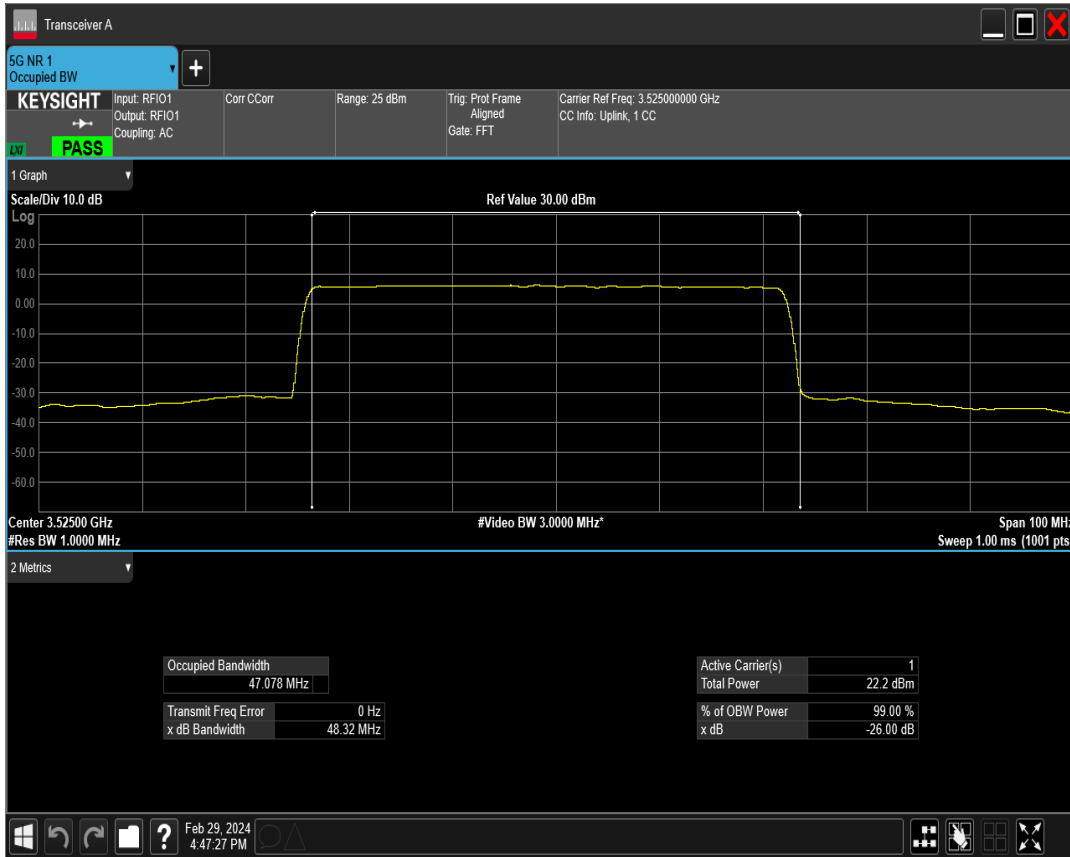 Transceiver A
5G NR 1
Occupied BW
KEYSIGHT
LXI
PASS
Input: RFIO1
Output: RFIO1
Coupling: AC
Corr CCorr
Range: 25 dBm
Trig: Prot Frame
Aligned
Gate: FFT
Carrier Ref Freq: 3.525000000 GHz
CC Info: Uplink, 1 CC
1 Graph
Scale/Div 10.0 dB
Ref Value 30.00 dBm
Log
20.0
10.0
0.00
-10.0
-20.0
-30.0
-40.0
-50.0
-60.0
Center 3.52500 GHz
#Video BW 3.0000 MHz*
Span 100 MHz
#Res BW 1.0000 MHz
Sweep 1.00 ms (1001 pts
2 Metrics
Occupied Bandwidth
47.078 MHz
Transmit Freq Error 0 Hz
x dB Bandwidth 48.32 MHz
Active Carrier(s) 1
Total Power 22.2 dBm
% of OBW Power 99.00 %
x dB -26.00 dB
?
Feb 29, 2024
4:47:27 PM